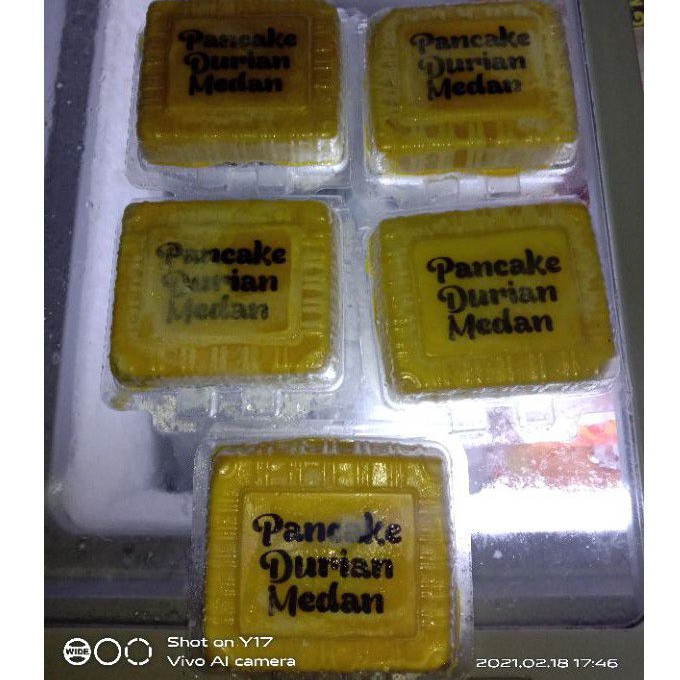 Pancake
Durian
Medan
Pancake
Durian
Medan
Pancake
Durian
Medan
Pancake
Durian
Medan
Pancake
Durian
Medan
WIDE
Shot on Y17
Vivo AI camera
2021.02.18 17:46